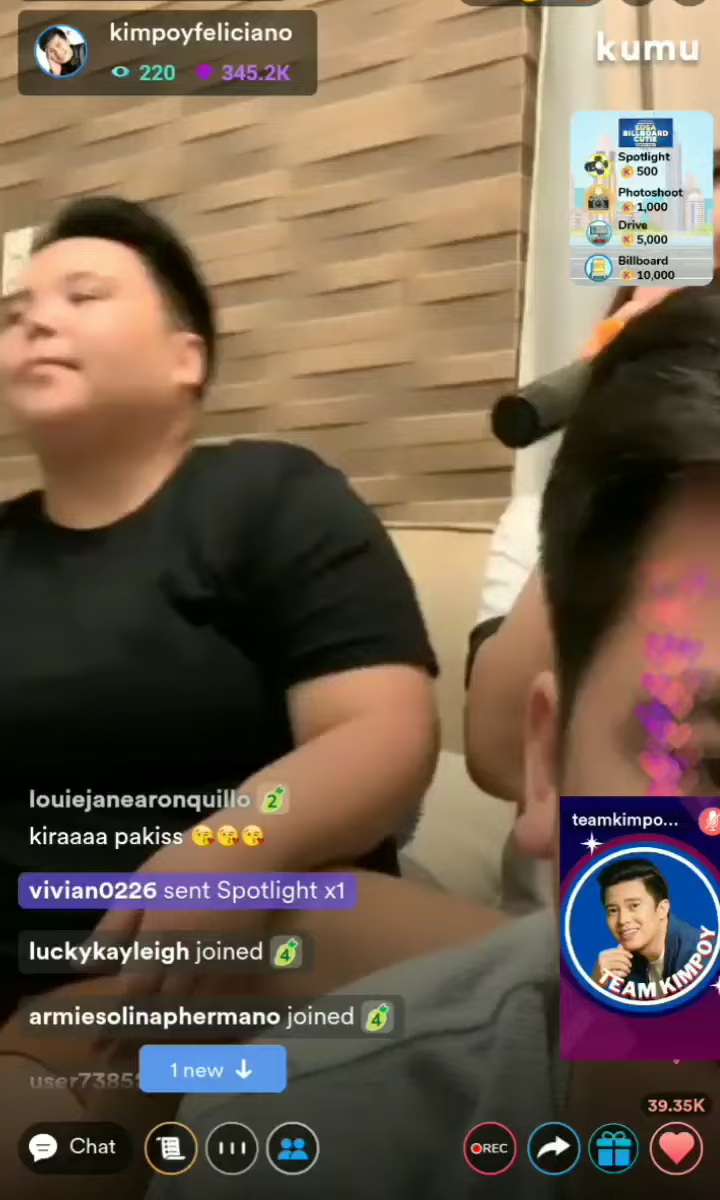 kimpoyfeliciano
220 345.2K
kumu
BILLBOARD
CUTIE
Spotlight
500
Photoshoot
1,000
Drive
5,000
Billboard
10,000
louiejanearonquillo 2
kiraaaa pakiss 😘😘😘
vivian0226 sent Spotlight x1
luckykayleigh joined 4
armiesolinaphermano joined 4
1 new
teamkimpo...
TEAM KIMPOY
39.35K
Chat
REC